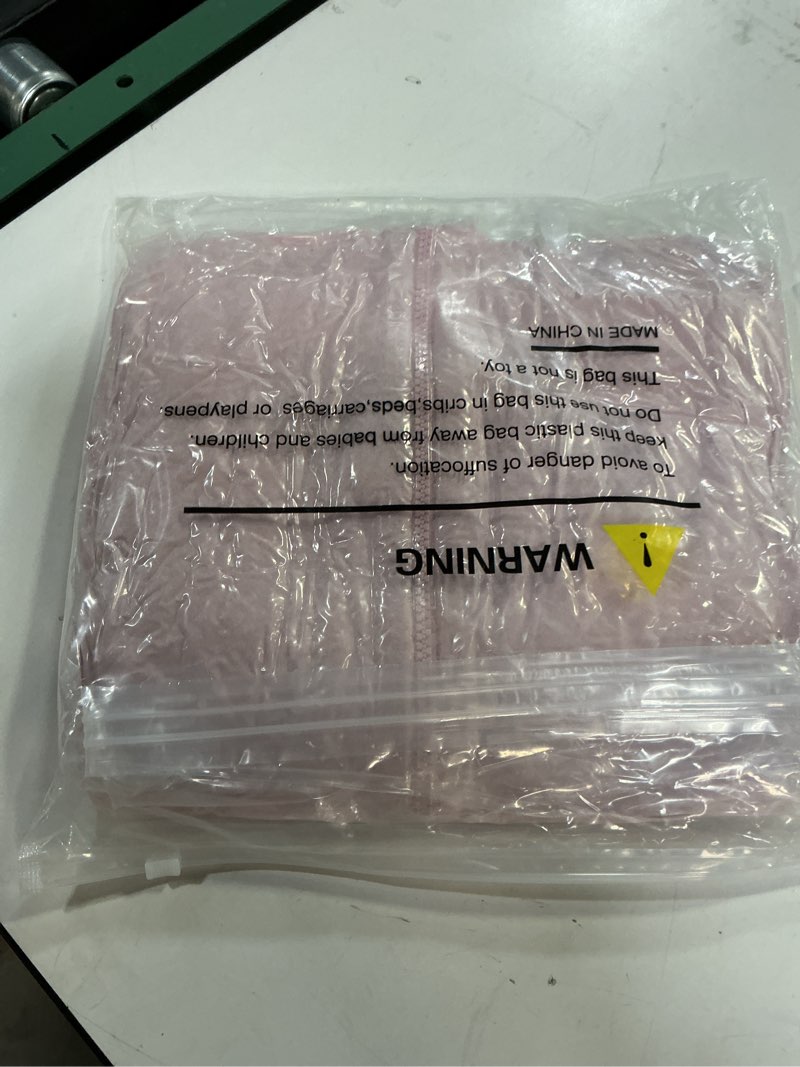 WARNING
To avoid danger of suffocation.
Keep this plastic bag away from babies and children.
Do not use this bag in cribs,beds,carriages or playpens.
This bag is not a toy.
MADE IN CHINA